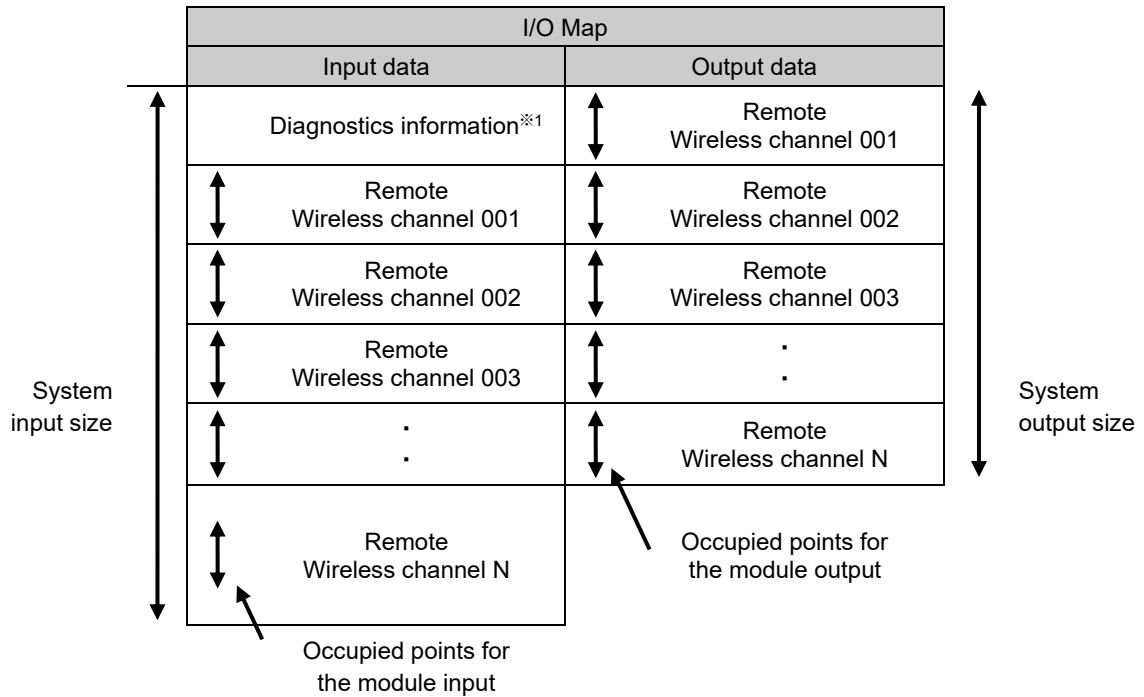 I/O Map
Input data
Output data
Diagnostics information※1
Remote
Wireless channel 001
Remote
Wireless channel 001
Remote
Wireless channel 002
Remote
Wireless channel 002
Remote
Wireless channel 003
Remote
Wireless channel 003
・
・
・
・
Remote
Wireless channel N
Remote
Wireless channel N
System
input size
System
output size
Occupied points for
the module output
Occupied points for
the module input